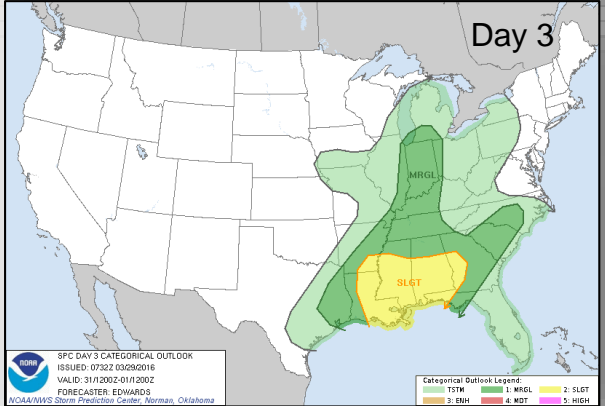 Day 3
MRGL
SLGT
NOAA
SPC DAY 3 CATEGORICAL OUTLOOK
ISSUED: 0732Z 03/29/2016
VALID: 31/1200Z-01/1200Z
FORECASTER: EDWARDS
NOAA/NWS Storm Prediction Center, Norman, Oklahoma
Categorical Outlook Legend:
TSTM 1: MRGL 2: SLGT
3: ENH 4: MDT 5: HIGH